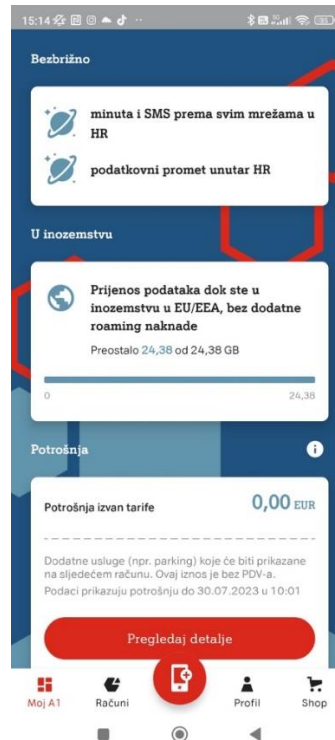 15:14
Bezbrižno
minuta i SMS prema svim mrežama u
HR
podatkovni promet unutar HR
U inozemstvu
Prijenos podataka dok ste u
inozemstvu u EU/EEA, bez dodatne
roaming naknade
Preostalo 24,38 od 24,38 GB
0 24,38
Potrošnja
Potrošnja izvan tarife 0,00 EUR
Dodatne usluge (npr. parking) koje će biti prikazane
na sljedećem računu. Ovaj iznos je bez PDV-a.
Podaci prikazuju potrošnju do 30.07.2023 u 10:01
Pregledaj detalje
Moj A1 Računi Profil Shop